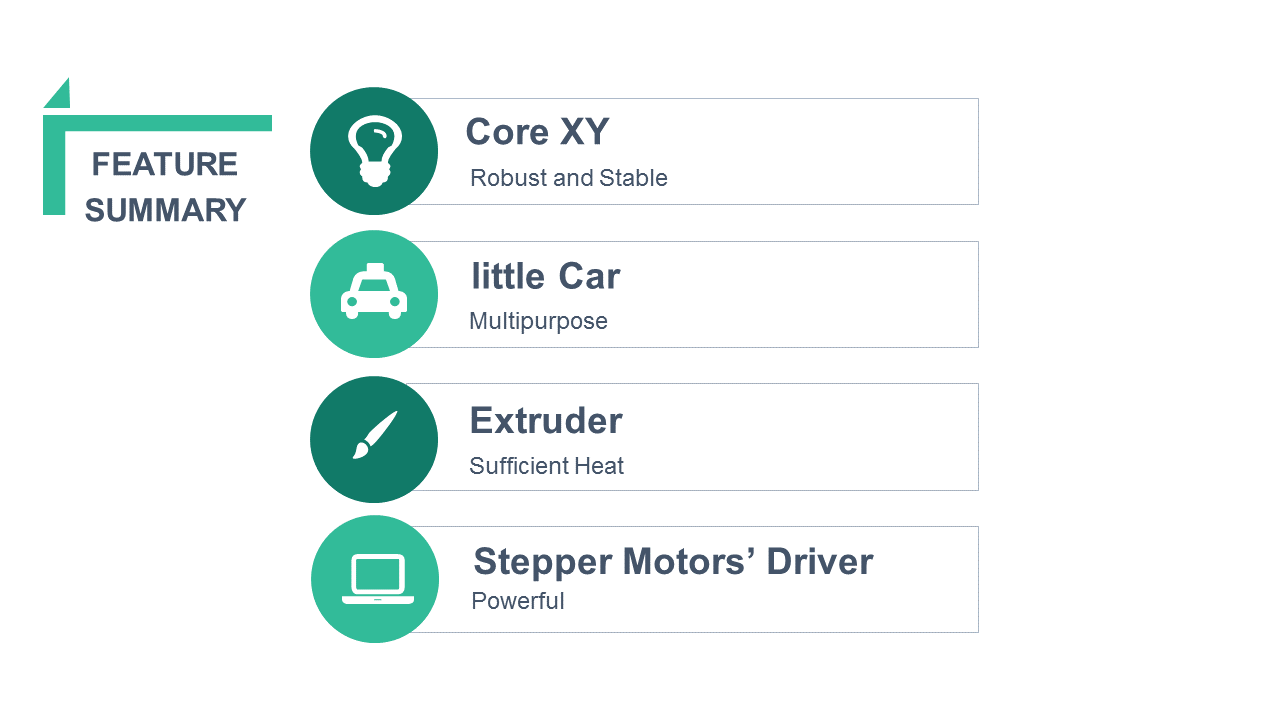 FEATURE
SUMMARY
Core XY
Robust and Stable
little Car
Multipurpose
Extruder
Sufficient Heat
Stepper Motors’ Driver
Powerful